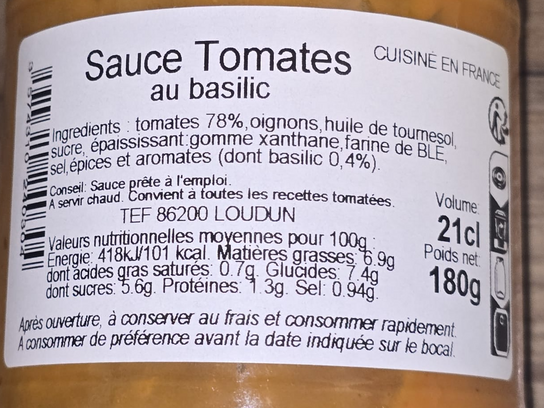 Sauce Tomates
au basilic
CUISINÉ EN FRANCE
Ingredients : tomates 78%,oignons,huile de tournesol,
sucre, épaississant:gomme xanthane,farine de BLE,
sel,épices et aromates (dont basilic 0,4%).
Conseil: Sauce prête à l'emploi.
A servir chaud. Convient à toutes les recettes tomatées.
TEF 86200 LOUDUN
Volume:
21cl
Poids net:
180g
Valeurs nutritionnelles moyennes pour 100g :
Energie: 418kJ/101 kcal. Matières grasses: 6.9g
dont acides gras saturés: 0.7g. Glucides: 7.4g
dont sucres: 5.6g. Protéines: 1.3g. Sel: 0.94g.
Après ouverture, à conserver au frais et consommer rapidement.
A consommer de préférence avant la date indiquée sur le bocal.